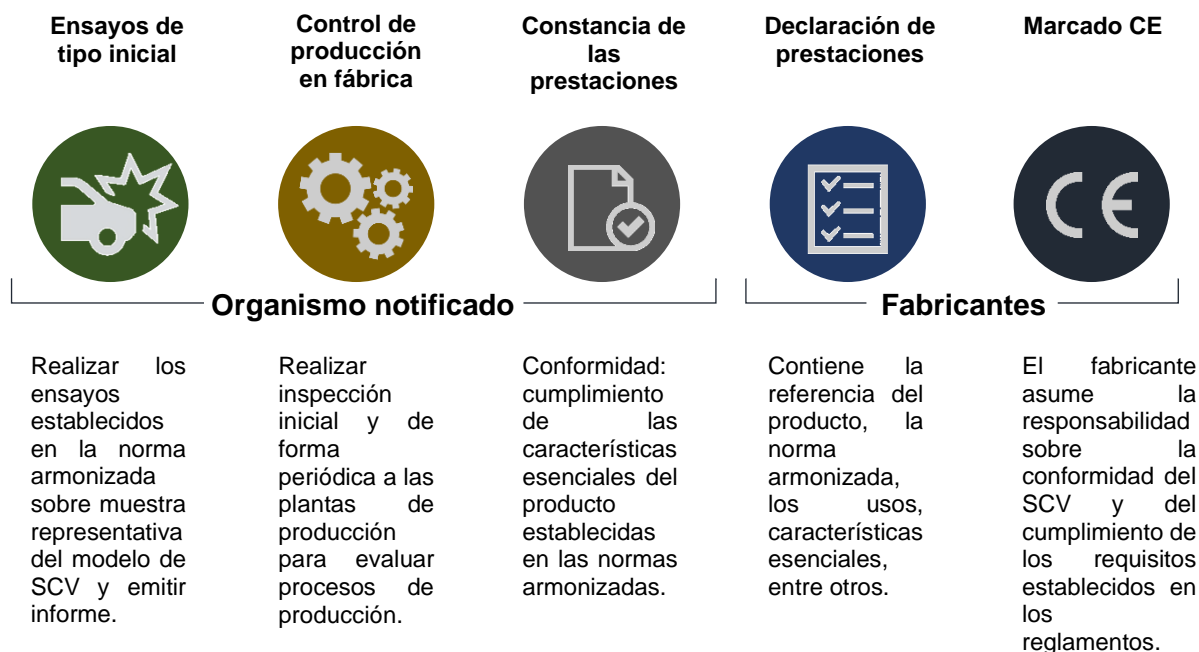 Ensayos de
tipo inicial
Control de
producción
en fábrica
Constancia de
las
prestaciones
Declaración de
prestaciones
Marcado CE
CE
Organismo notificado
Fabricantes
Realizar los
ensayos
establecidos
en la norma
armonizada
sobre muestra
representativa
del modelo de
SCV y emitir
informe.
Realizar
inspección
inicial y de
forma
periódica a las
plantas de
producción
para evaluar
procesos de
producción.
Conformidad:
cumplimiento
de las
características
esenciales del
producto
establecidas
en las normas
armonizadas.
Contiene la
referencia del
producto, la
norma
armonizada,
los usos,
características
esenciales,
entre otros.
El fabricante
asume la
responsabilidad
sobre la
conformidad del
SCV y del
cumplimiento de
los requisitos
establecidos en
los
reglamentos.